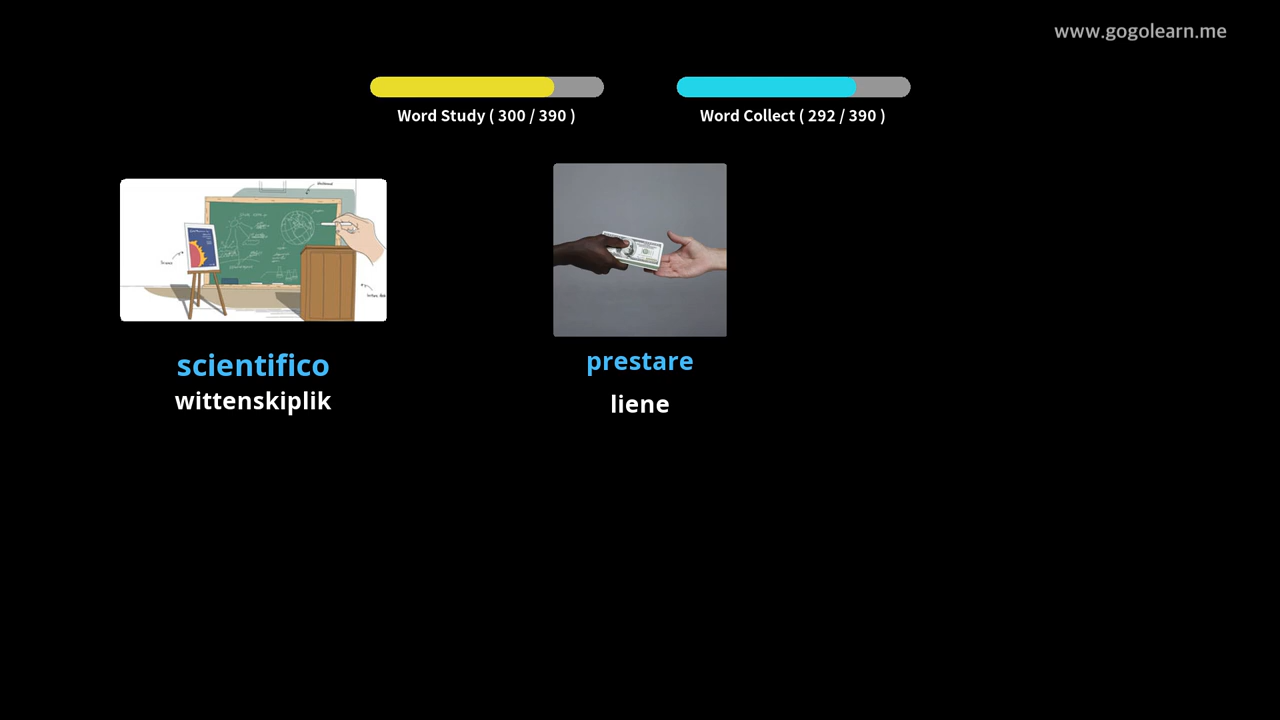 www.gogolearn.me
Word Study ( 300 / 390 )
Word Collect ( 292 / 390 )
scientifico
wittenskiplik
prestare
liene